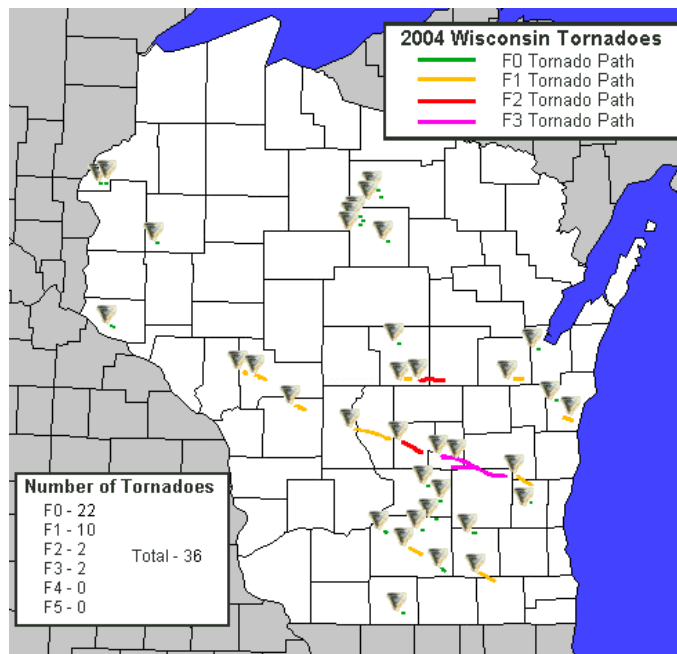 2004 Wisconsin Tornadoes
F0 Tornado Path
F1 Tornado Path
F2 Tornado Path
F3 Tornado Path
Number of Tornadoes
F0 - 22
F1 - 10
F2 - 2
F3 - 2
F4 - 0
F5 - 0
Total - 36